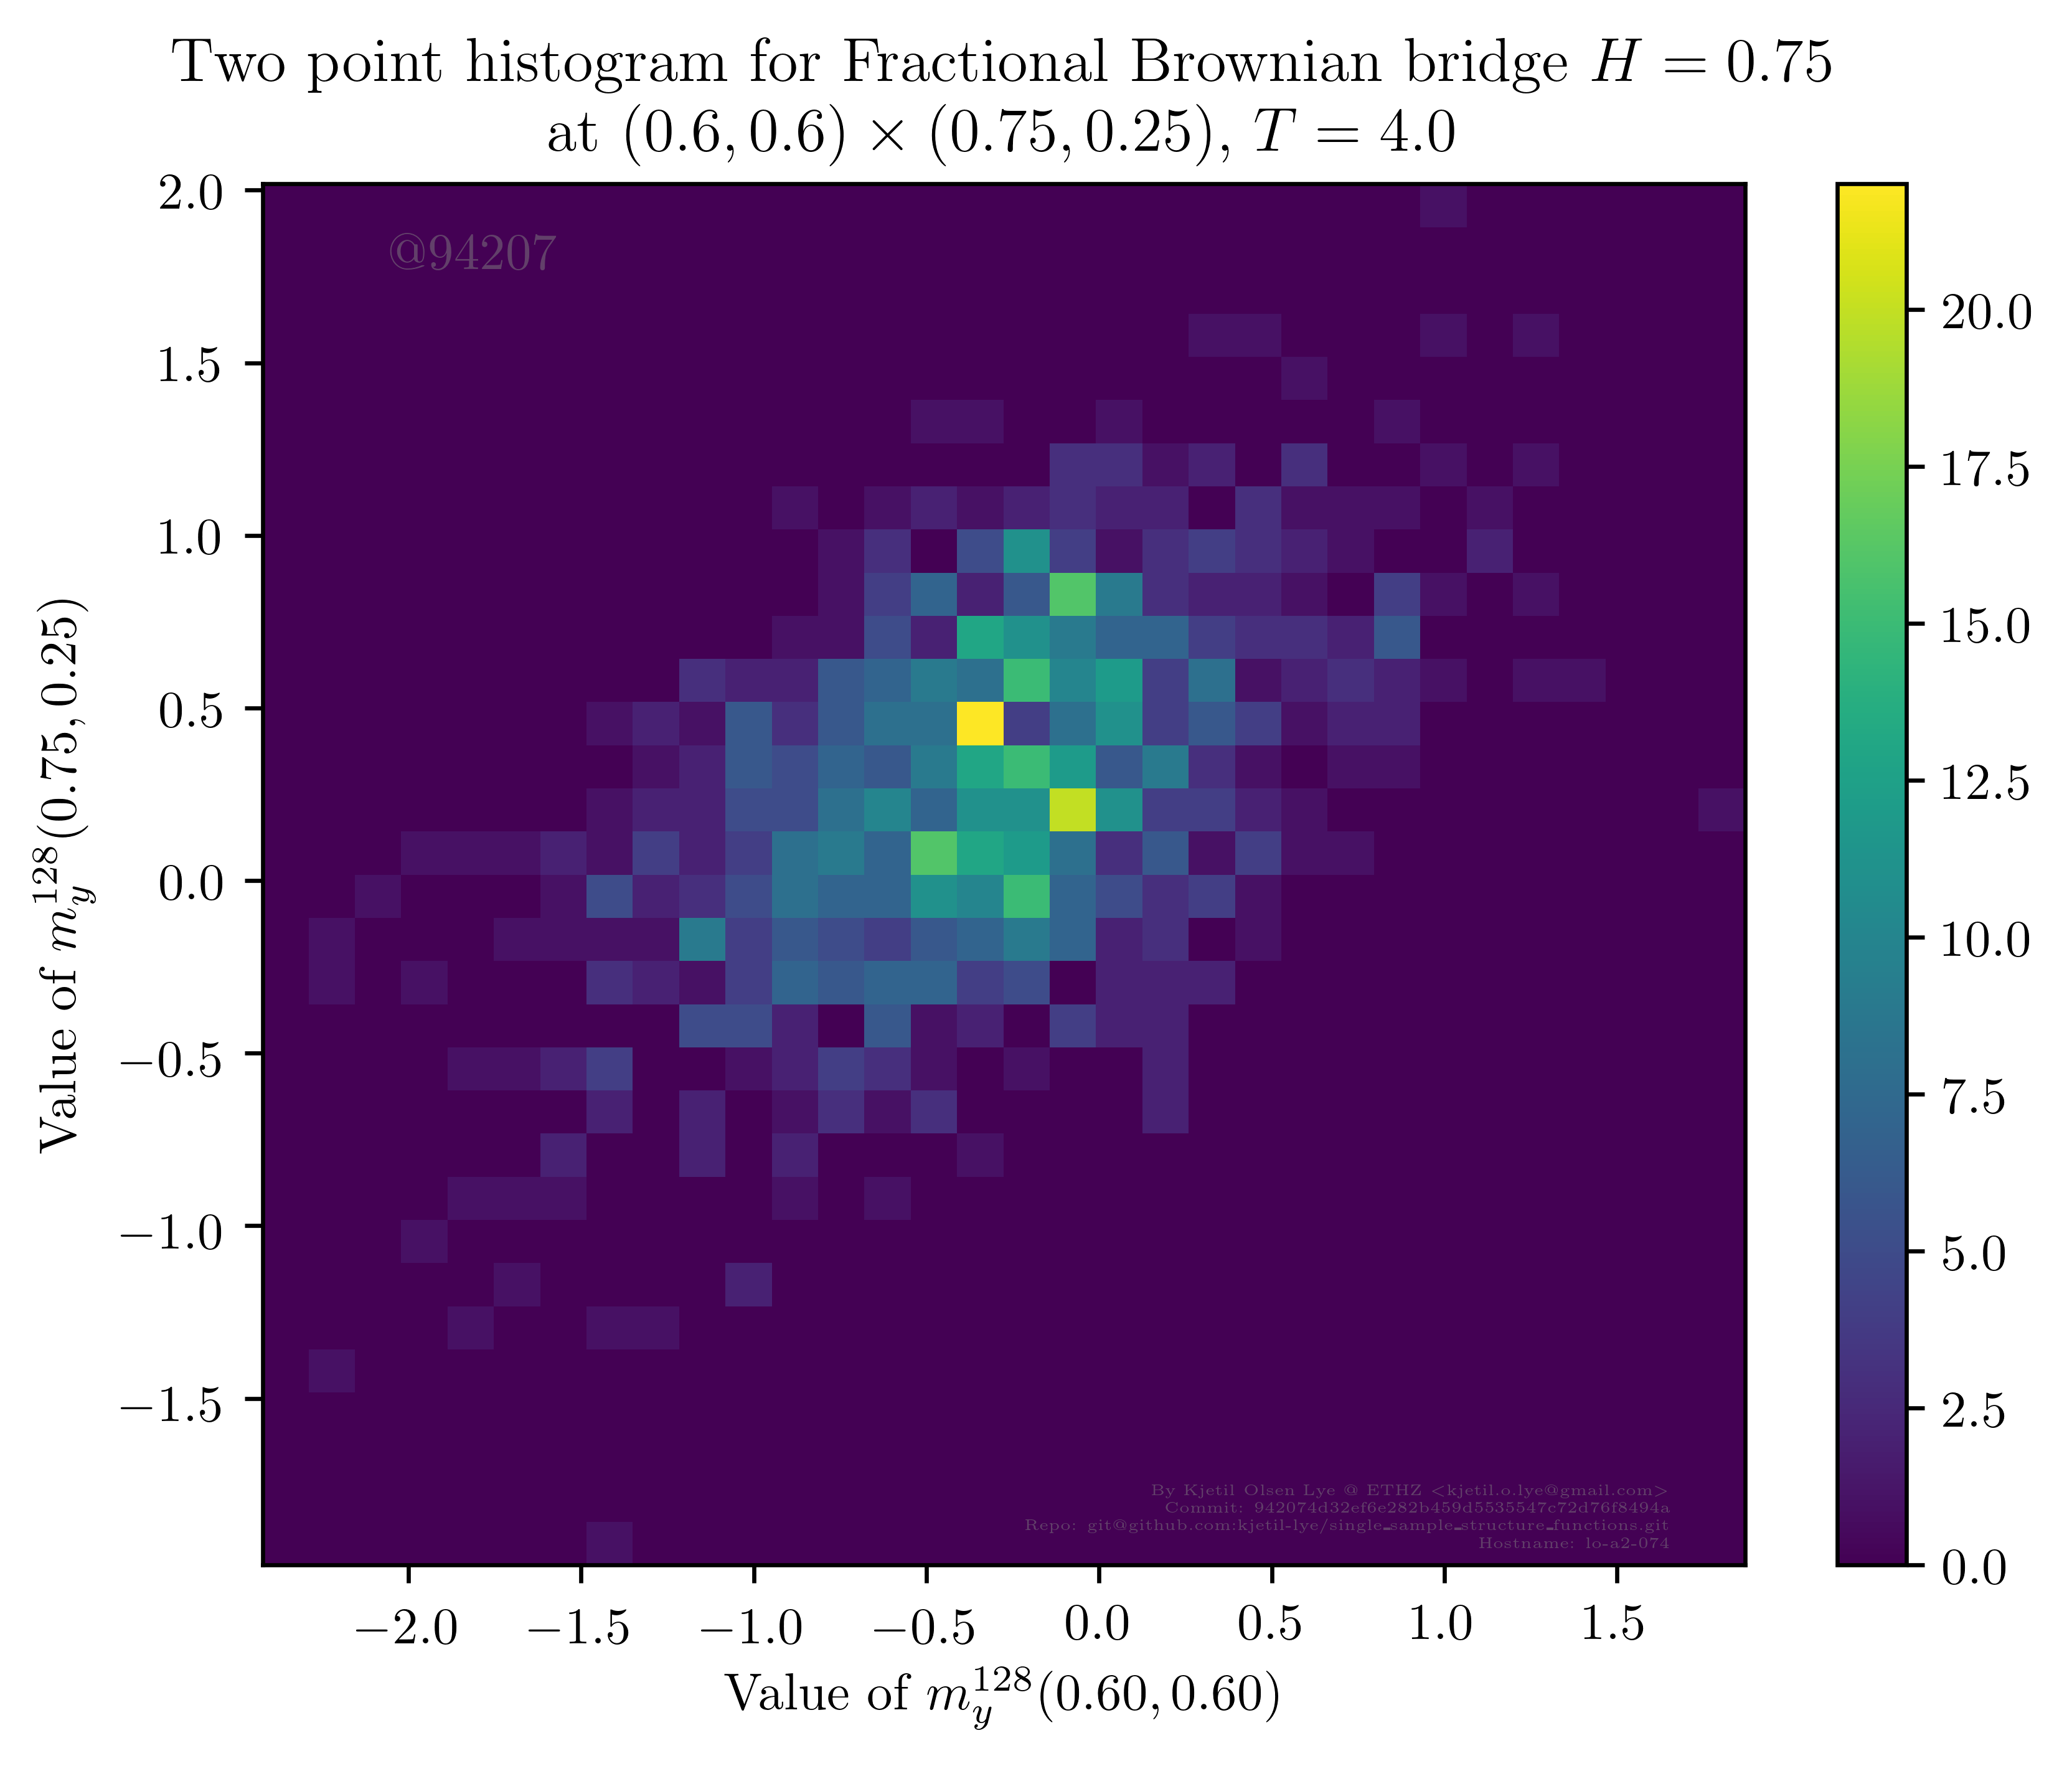 Two point histogram for Fractional Brownian bridge H = 0.75
at (0.6, 0.6) × (0.75, 0.25), T = 4.0
@94207
2.0
1.5
1.0
0.5
0.0
−0.5
−1.0
−1.5
Value of m_y^128(0.75, 0.25)
−2.0 −1.5 −1.0 −0.5 0.0 0.5 1.0 1.5
Value of m_y^128(0.60, 0.60)
20.0
17.5
15.0
12.5
10.0
7.5
5.0
2.5
0.0
By Kjetil Olsen Lye @ ETHZ <kjetil.o.lye@gmail.com>
Commit: 942074d32ef6e282b459d5535547c72d76f8494a
Repo: git@github.com:kjetil-lye/single_sample_structure_functions.git
Hostname: lo-a2-074